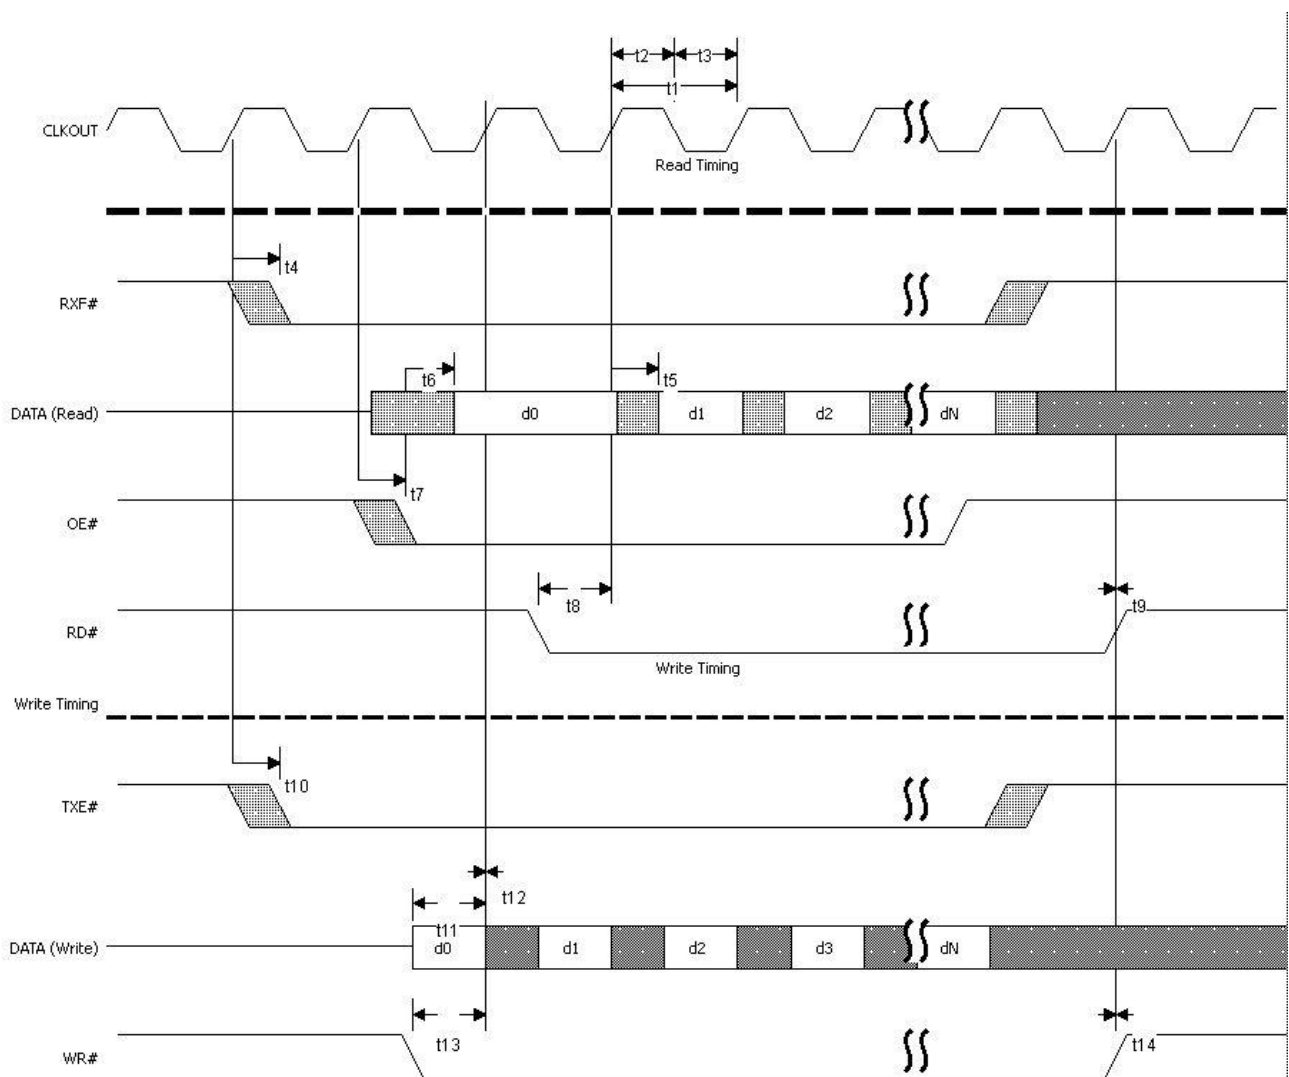 t2 t3
t1
CLKOUT
Read Timing
t4
RXF#
t6 t5
DATA (Read) d0 d1 d2 dN
t7
OE#
t8 t9
RD#
Write Timing
Write Timing
t10
TXE#
t12
t11
DATA (Write) d0 d1 d2 d3 dN
t13 t14
WR#